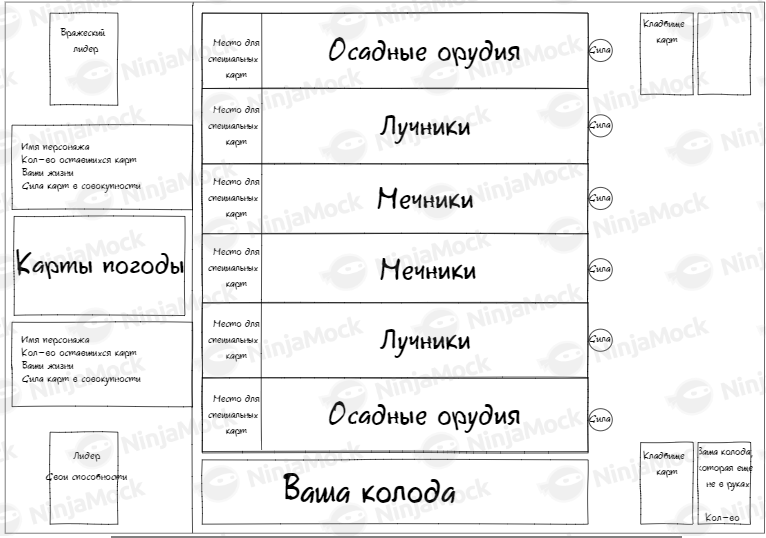 Вражеский
лидер
Имя персонажа
Кол-во оставшихся карт
Ваши жизни
Сила карт в совокупности
Карты погоды
Имя персонажа
Кол-во оставшихся карт
Ваши жизни
Сила карт в совокупности
Лидер
Свои способности
Место для
специальных
карт
Осадные орудия
Сила
Место для
специальных
карт
Лучники
Сила
Место для
специальных
карт
Мечники
Сила
Место для
специальных
карт
Мечники
Сила
Место для
специальных
карт
Лучники
Сила
Место для
специальных
карт
Осадные орудия
Сила
Ваша колода
Кладбище
карт
Кладбище
карт
Ваша колода
которая ещё
не в руках
Кол-во
NinjaMock